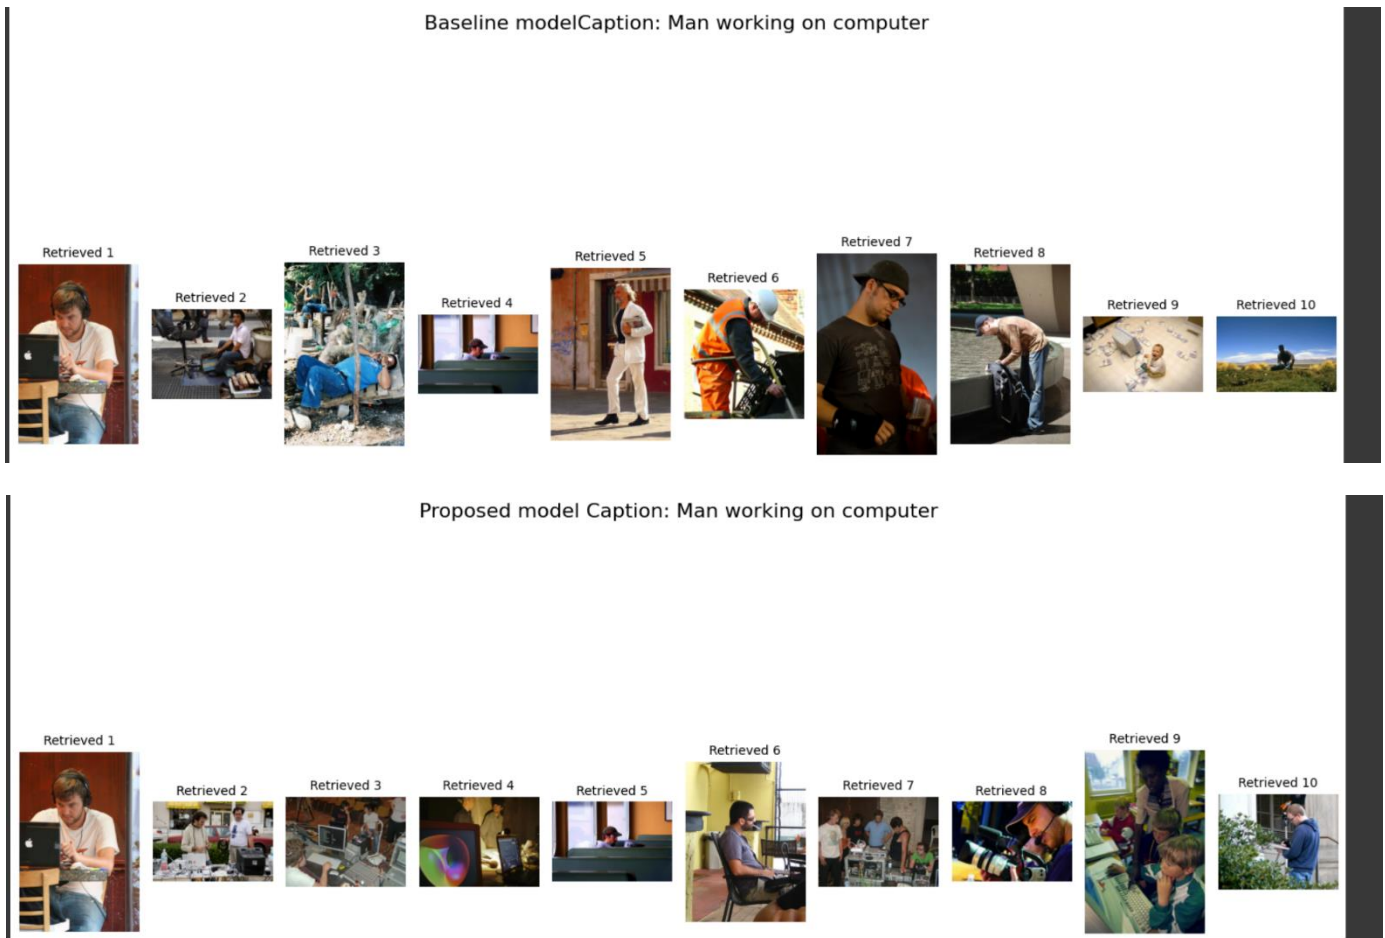 Baseline modelCaption: Man working on computer
Retrieved 1
Retrieved 2
Retrieved 3
Retrieved 4
Retrieved 5
Retrieved 6
Retrieved 7
Retrieved 8
Retrieved 9
Retrieved 10
Proposed model Caption: Man working on computer
Retrieved 1
Retrieved 2
Retrieved 3
Retrieved 4
Retrieved 5
Retrieved 6
Retrieved 7
Retrieved 8
Retrieved 9
Retrieved 10